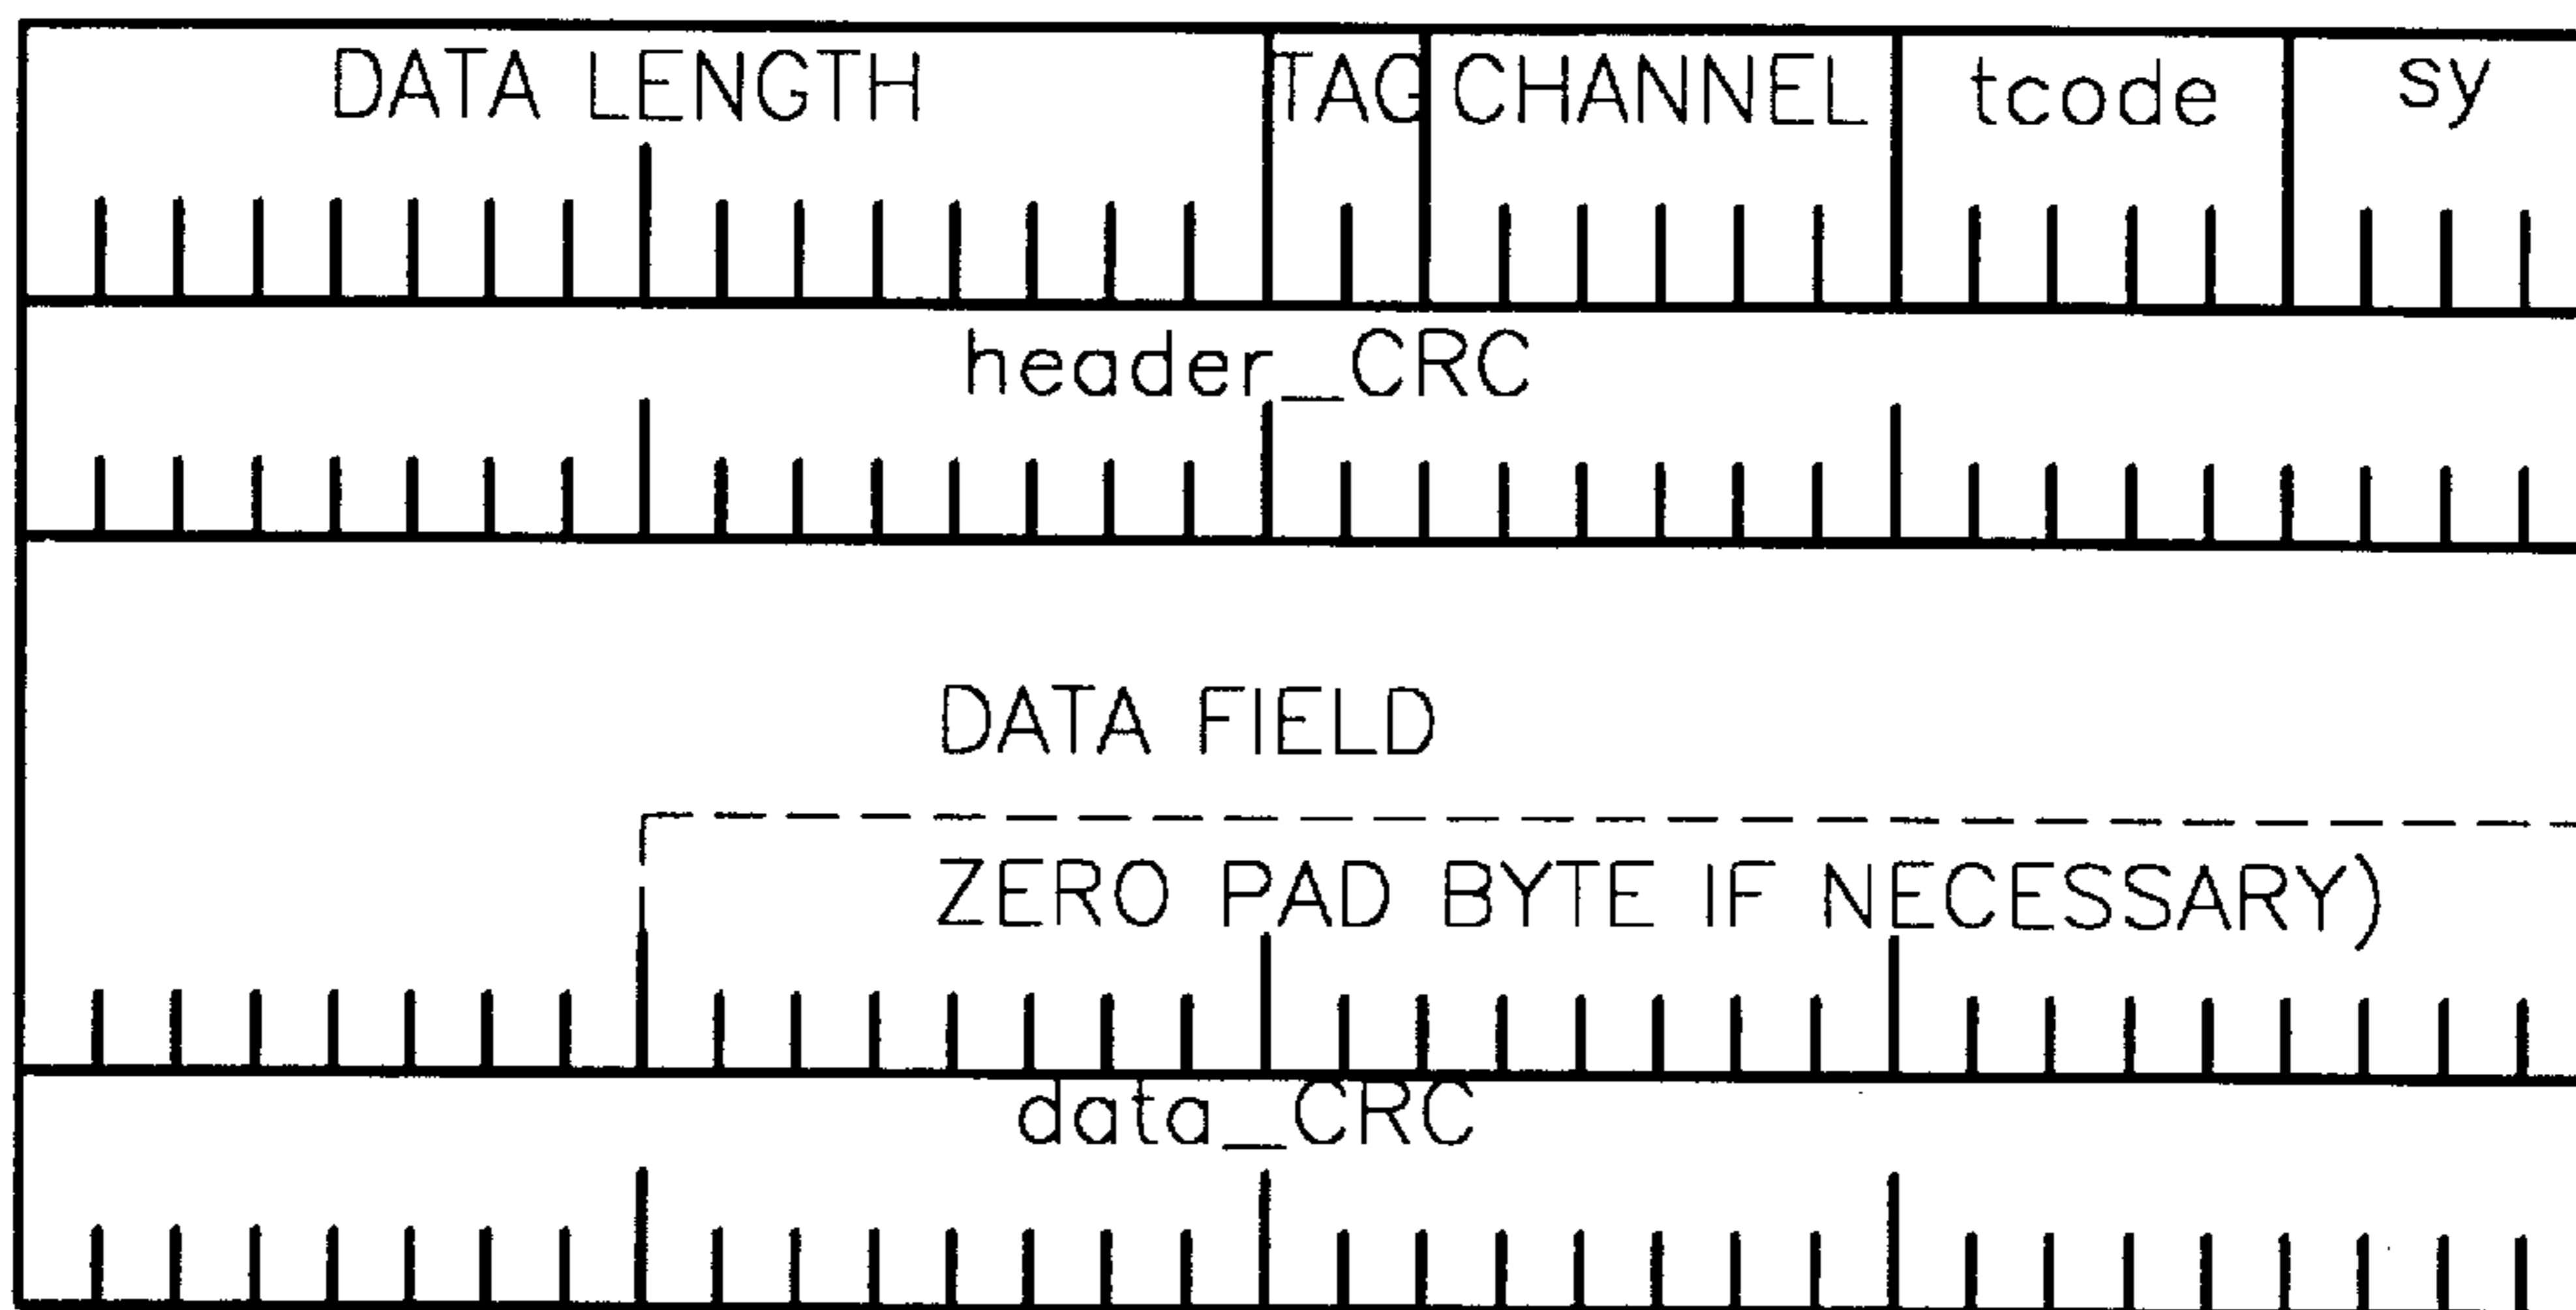 DATA LENGTH TAG CHANNEL tcode sy
header_CRC
DATA FIELD
ZERO PAD BYTE IF NECESSARY)
data_CRC